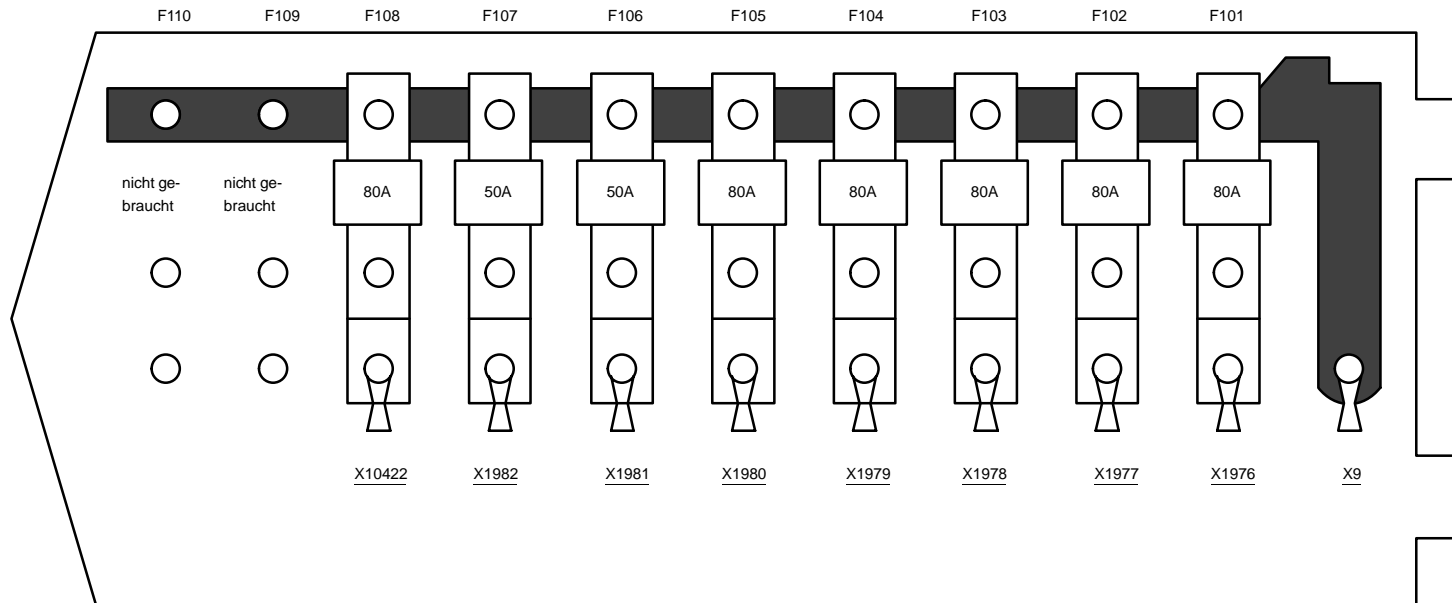 F110 F109 F108 F107 F106 F105 F104 F103 F102 F101
nicht ge-
braucht
nicht ge-
braucht
80A 50A 50A 80A 80A 80A 80A 80A
X10422 X1982 X1981 X1980 X1979 X1978 X1977 X1976 X9